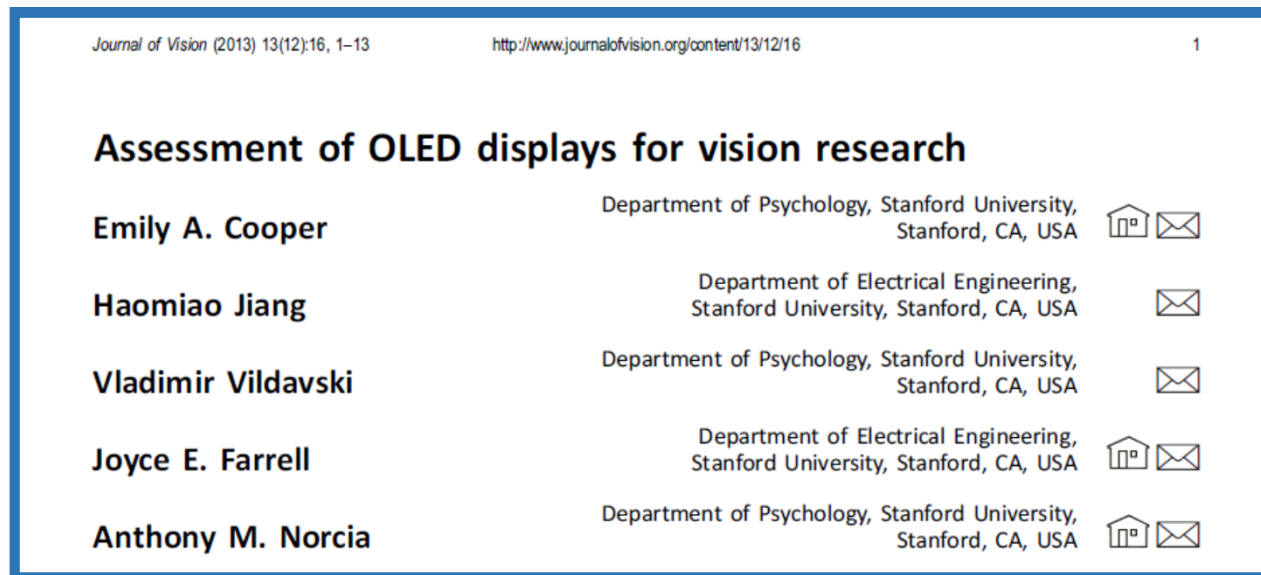 Journal of Vision (2013) 13(12):16, 1–13 http://www.journalofvision.org/content/13/12/16 1
Assessment of OLED displays for vision research
Emily A. Cooper
Department of Psychology, Stanford University,
Stanford, CA, USA
Haomiao Jiang
Department of Electrical Engineering,
Stanford University, Stanford, CA, USA
Vladimir Vildavski
Department of Psychology, Stanford University,
Stanford, CA, USA
Joyce E. Farrell
Department of Electrical Engineering,
Stanford University, Stanford, CA, USA
Anthony M. Norcia
Department of Psychology, Stanford University,
Stanford, CA, USA